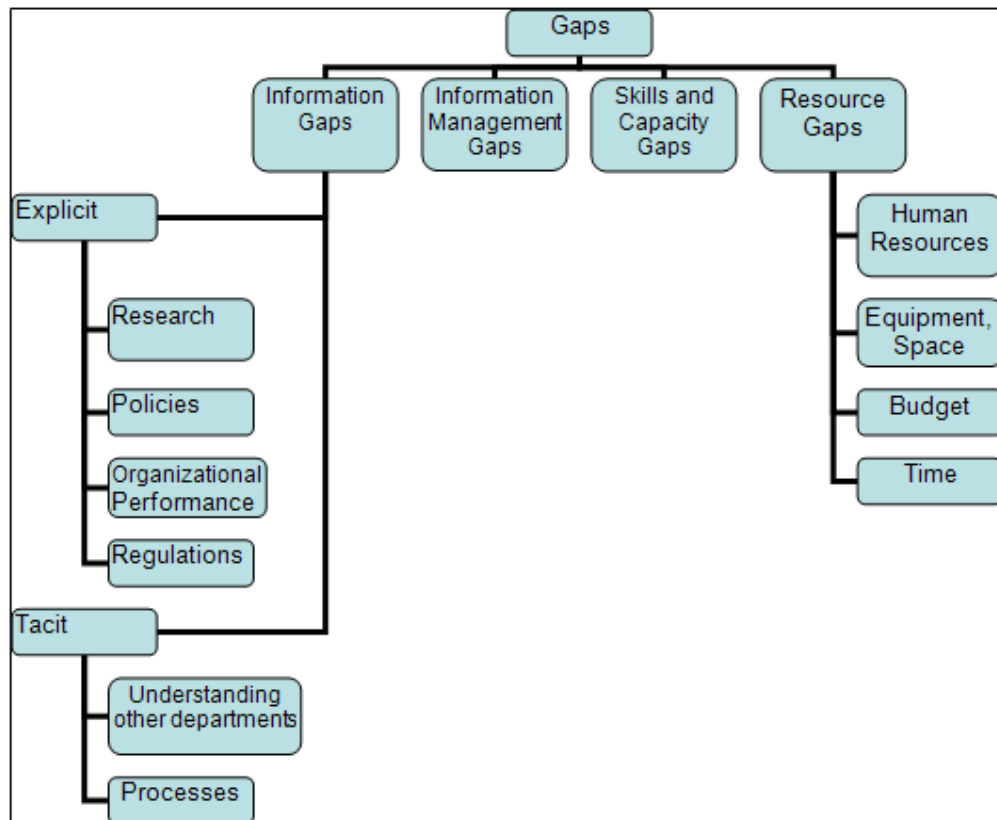 Gaps
Information
Gaps
Information
Management
Gaps
Skills and
Capacity
Gaps
Resource
Gaps
Explicit
Research
Policies
Organizational
Performance
Regulations
Tacit
Understanding
other departments
Processes
Human
Resources
Equipment,
Space
Budget
Time